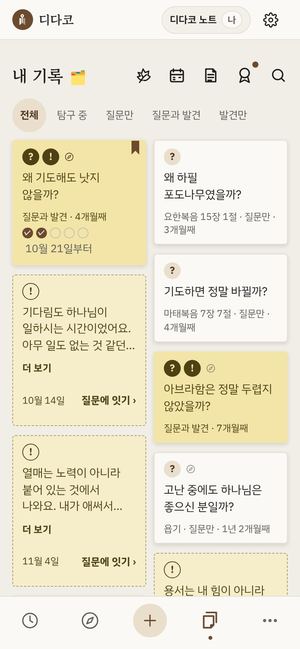 디다코
디다코 노트 나
내 기록
전체 탐구 중 질문만 질문과 발견 발견만
? !
왜 기도해도 낫지
않을까?
질문과 발견 · 4개월째
10월 21일부터
!
기다림도 하나님이
일하시는 시간이었어요.
아무 일도 없는 것 같던…
더 보기
10월 14일 질문에 잇기 ›
!
열매는 노력이 아니라
붙어 있는 것에서
나와요. 내가 애써서…
더 보기
11월 4일 질문에 잇기 ›
?
왜 하필
포도나무였을까?
요한복음 15장 1절 · 질문만 ·
3개월째
?
기도하면 정말 바뀔까?
마태복음 7장 7절 · 질문만 ·
4개월째
? !
아브라함은 정말 두렵지
않았을까?
질문과 발견 · 7개월째
?
고난 중에도 하나님은
좋으신 분일까?
욥기 · 질문만 · 1년 2개월째
!
용서는 내 힘이 아니라